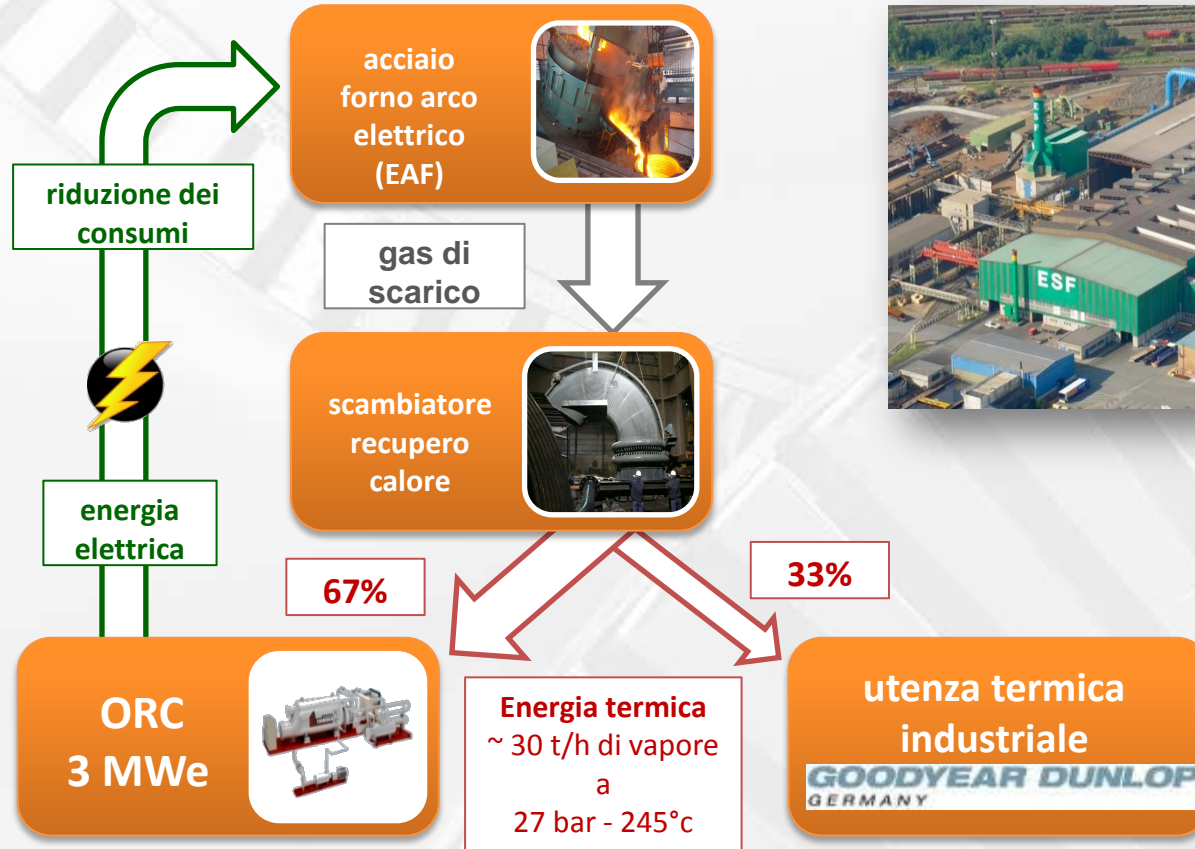 acciaio
forno arco
elettrico
(EAF)
riduzione dei
consumi
gas di
scarico
ESF
scambiatore
recupero
calore
energia
elettrica
67%
33%
ORC
3 MWe
Energia termica
~ 30 t/h di vapore
a
27 bar - 245°c
utenza termica
industriale
GOODYEAR DUNLOP
GERMANY